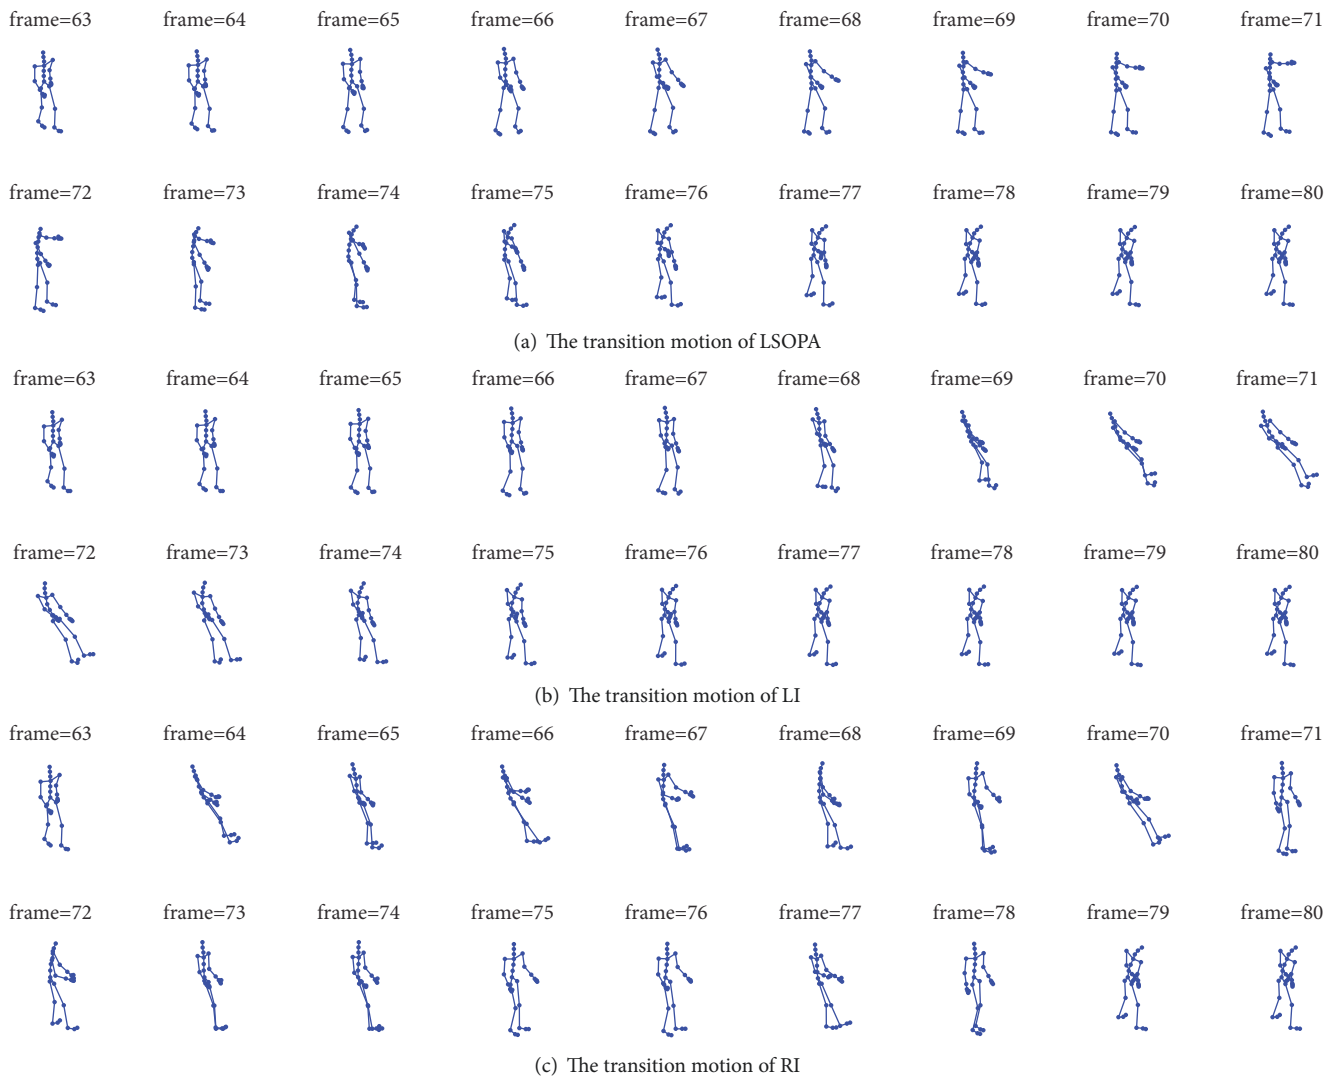 frame=63 frame=64 frame=65 frame=66 frame=67 frame=68 frame=69 frame=70 frame=71
frame=72 frame=73 frame=74 frame=75 frame=76 frame=77 frame=78 frame=79 frame=80
(a) The transition motion of LSOPA
frame=63 frame=64 frame=65 frame=66 frame=67 frame=68 frame=69 frame=70 frame=71
frame=72 frame=73 frame=74 frame=75 frame=76 frame=77 frame=78 frame=79 frame=80
(b) The transition motion of LI
frame=63 frame=64 frame=65 frame=66 frame=67 frame=68 frame=69 frame=70 frame=71
frame=72 frame=73 frame=74 frame=75 frame=76 frame=77 frame=78 frame=79 frame=80
(c) The transition motion of RI